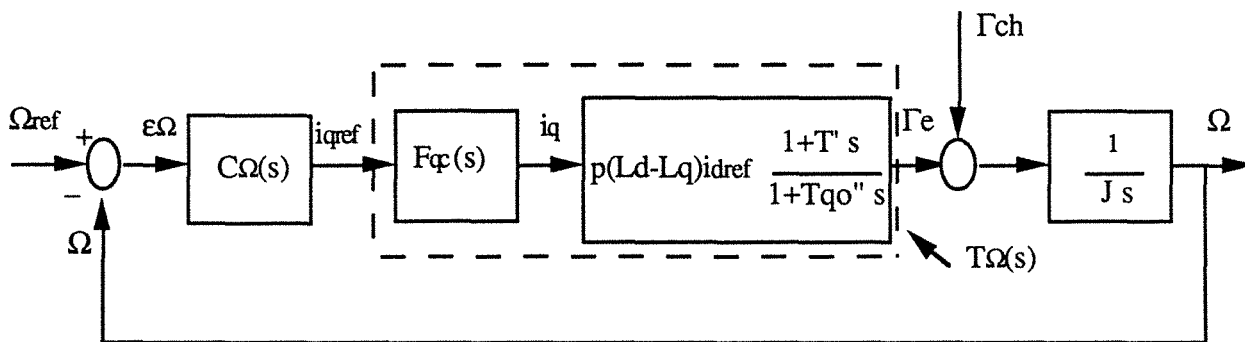 Γch
Ωref
+
εΩ
iqref
iq
Γe
Ω
CΩ(s)
Fqc(s)
p(Ld-Lq)idref
1+T' s
1+Tqo" s
1
J s
−
Ω
TΩ(s)